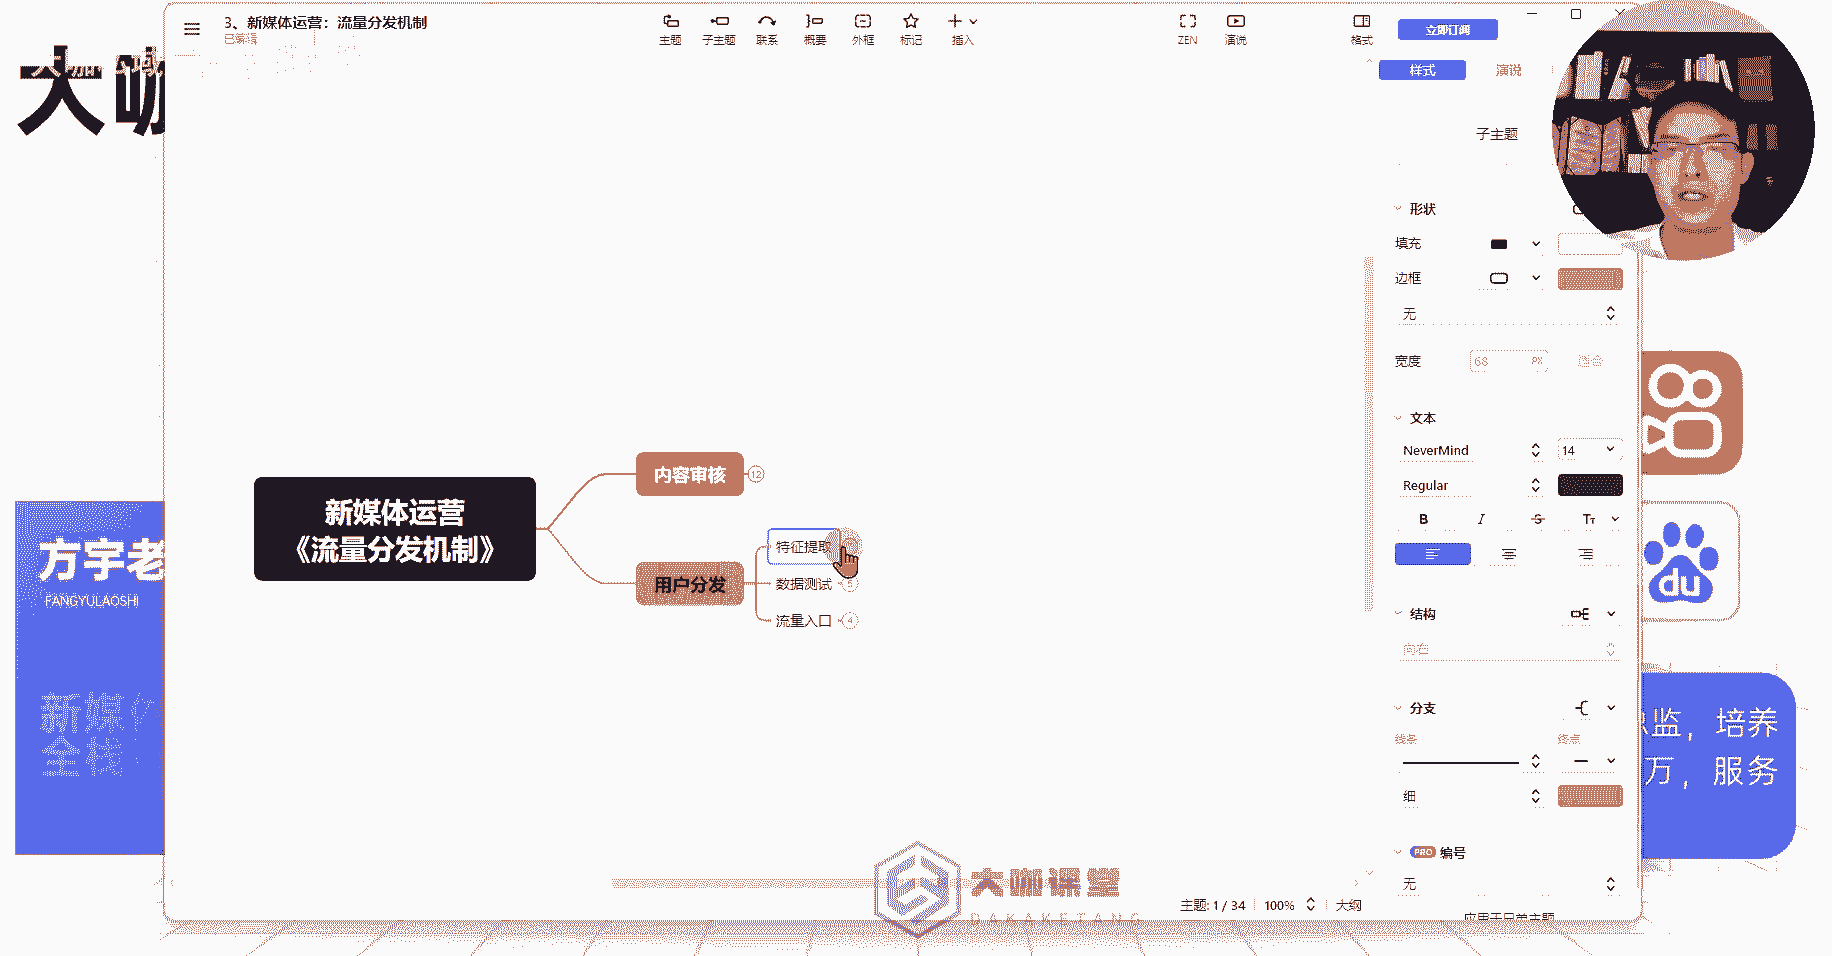 大咖
3、新媒体运营：流量分发机制
已编辑
主题
子主题
联系
概要
外框
标记
插入
ZEN
演说
格式
立即订阅
样式
演说
子主题
形状
填充
边框
无
宽度
68
PX
文本
NeverMind
14
Regular
B
I
S
TT
结构
向右
分支
线条
终点
细
PRO 编号
无
应用于只单主题
新媒体运营
《流量分发机制》
内容审核
12
用户分发
特征提取
数据测试
5
流量入口
4
方宇老
FANGYULAOSHI
新媒
全栈
du
监，培养
万，服务
大咖课堂
DAKAKETANG
主题: 1 / 34
100%
大纲